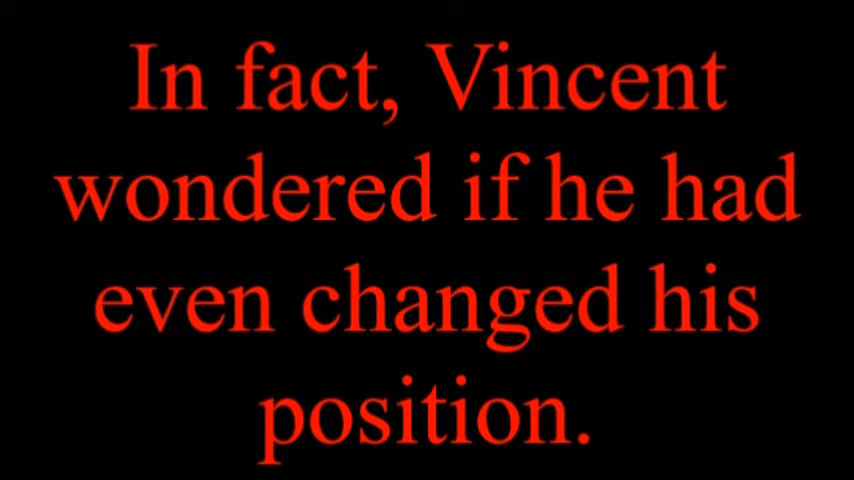 In fact, Vincent
wondered if he had
even changed his
position.